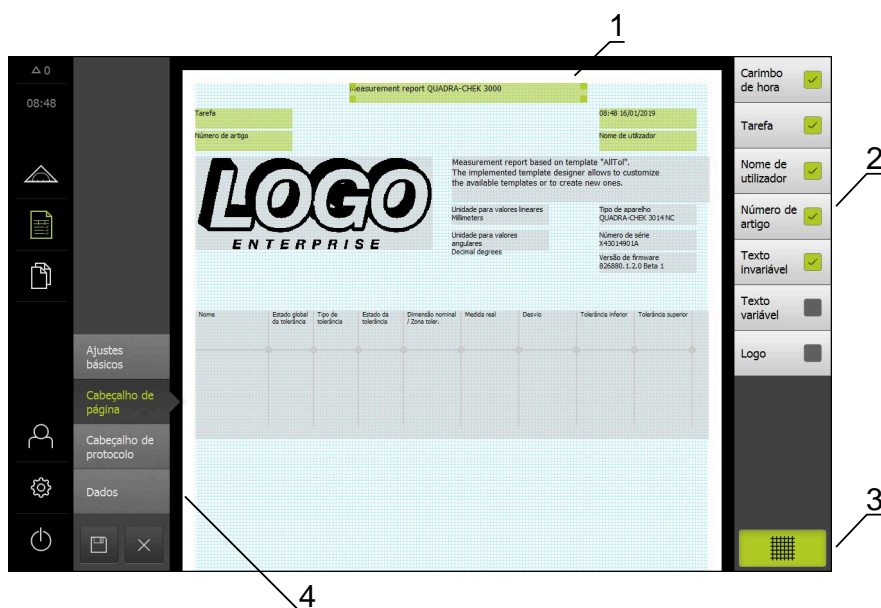 1
0
08:48
Measurement report QUADRA-CHEK 3000
Tarefa
08:48 16/01/2019
Número de artigo
Nome de utilizador
LOGO
ENTERPRISE
Measurement report based on template "AllTol".
The implemented template designer allows to customize
the available templates or to create new ones.
Unidade para valores lineares
Millimeters
Tipo de aparelho
QUADRA-CHEK 3014 NC
Unidade para valores
angulares
Decimal degrees
Número de série
X43014901A
Versão de firmware
826880.1.2.0 Beta 1
Nome
Estado global
da tolerância
Tipo de
tolerância
Estado da
tolerância
Dimensão nominal
/ Zona toler.
Medida real
Desvio
Tolerância inferior
Tolerância superior
Ajustes
básicos
Cabeçalho de
página
Cabeçalho de
protocolo
Dados
Carimbo
de hora
Tarefa
Nome de
utilizador
Número de
artigo
Texto
invariável
Texto
variável
Logo
2
3
4